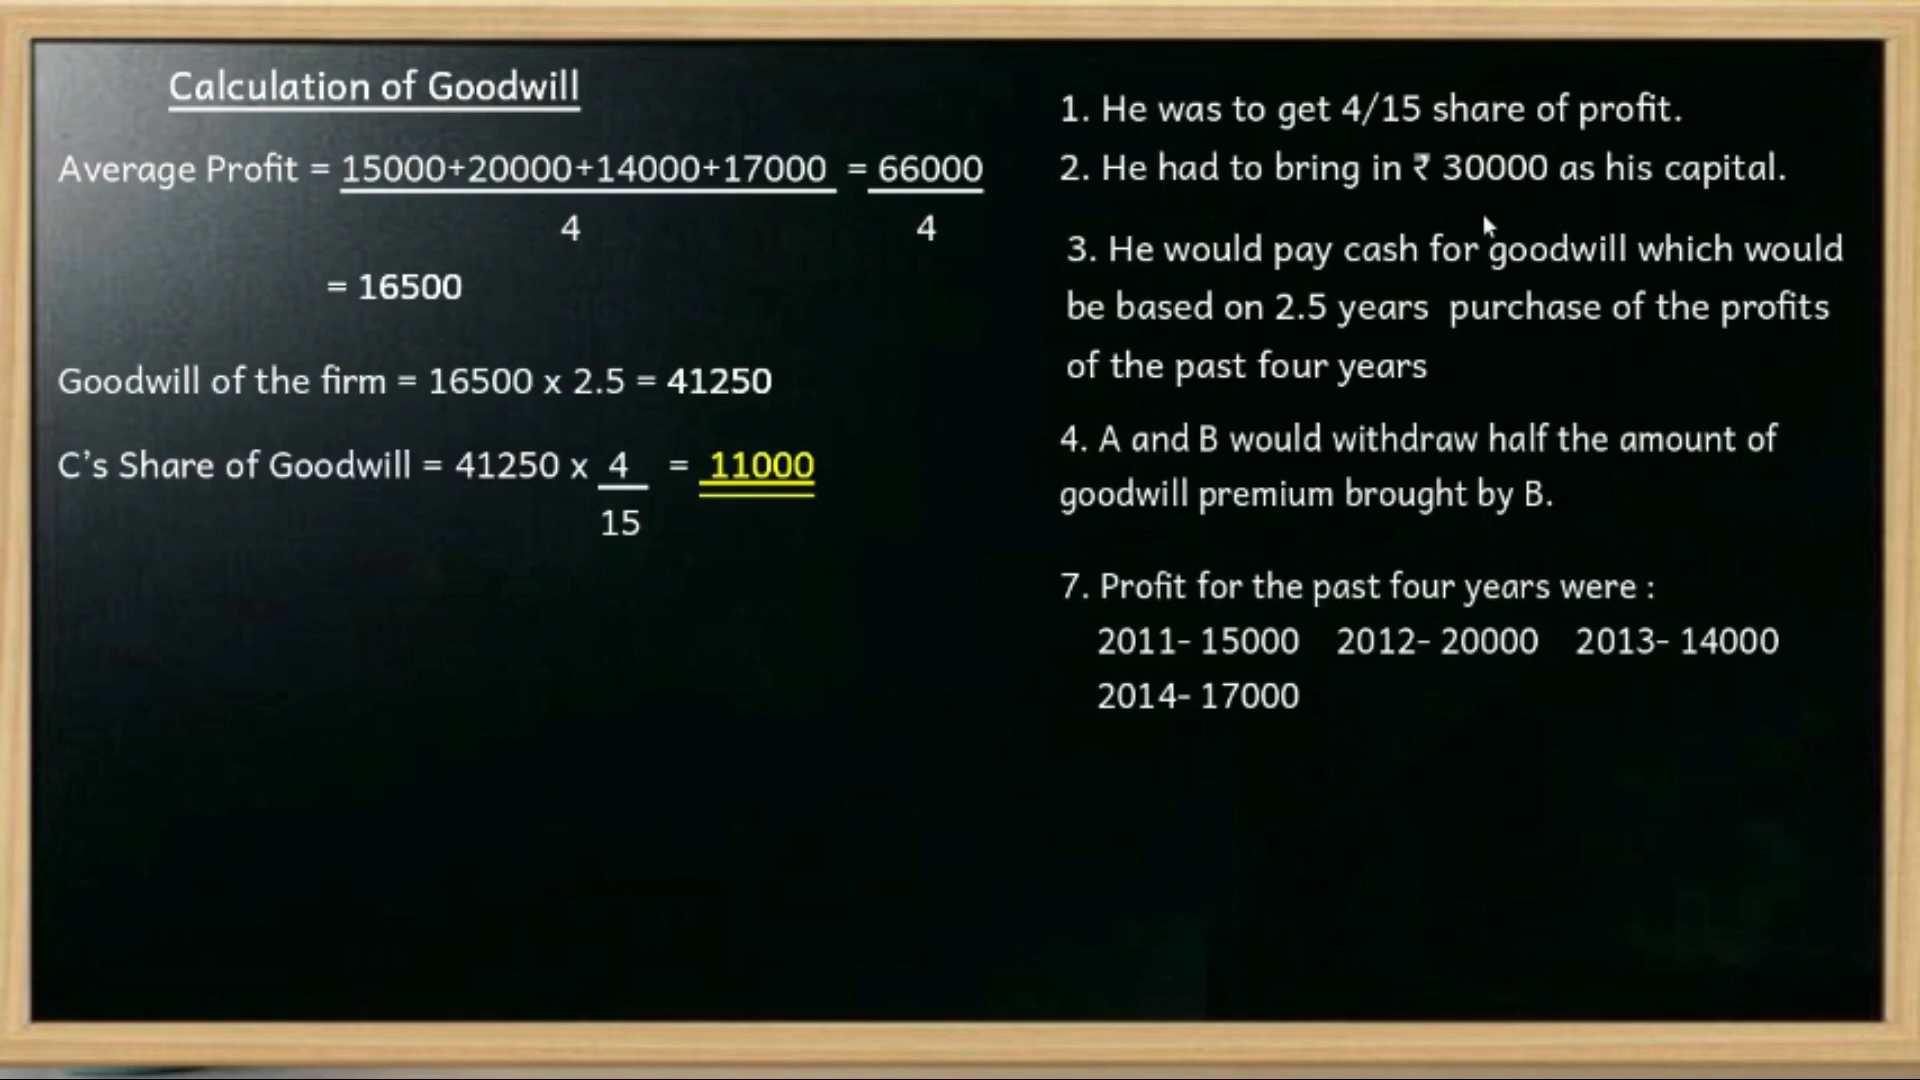 Calculation of Goodwill
Average Profit = 15000+20000+14000+17000 = 66000
4 4
= 16500
Goodwill of the firm = 16500 x 2.5 = 41250
C's Share of Goodwill = 41250 x 4 = 11000
15
1. He was to get 4/15 share of profit.
2. He had to bring in ₹ 30000 as his capital.
3. He would pay cash for goodwill which would
be based on 2.5 years purchase of the profits
of the past four years
4. A and B would withdraw half the amount of
goodwill premium brought by B.
7. Profit for the past four years were :
2011- 15000 2012- 20000 2013- 14000
2014- 17000